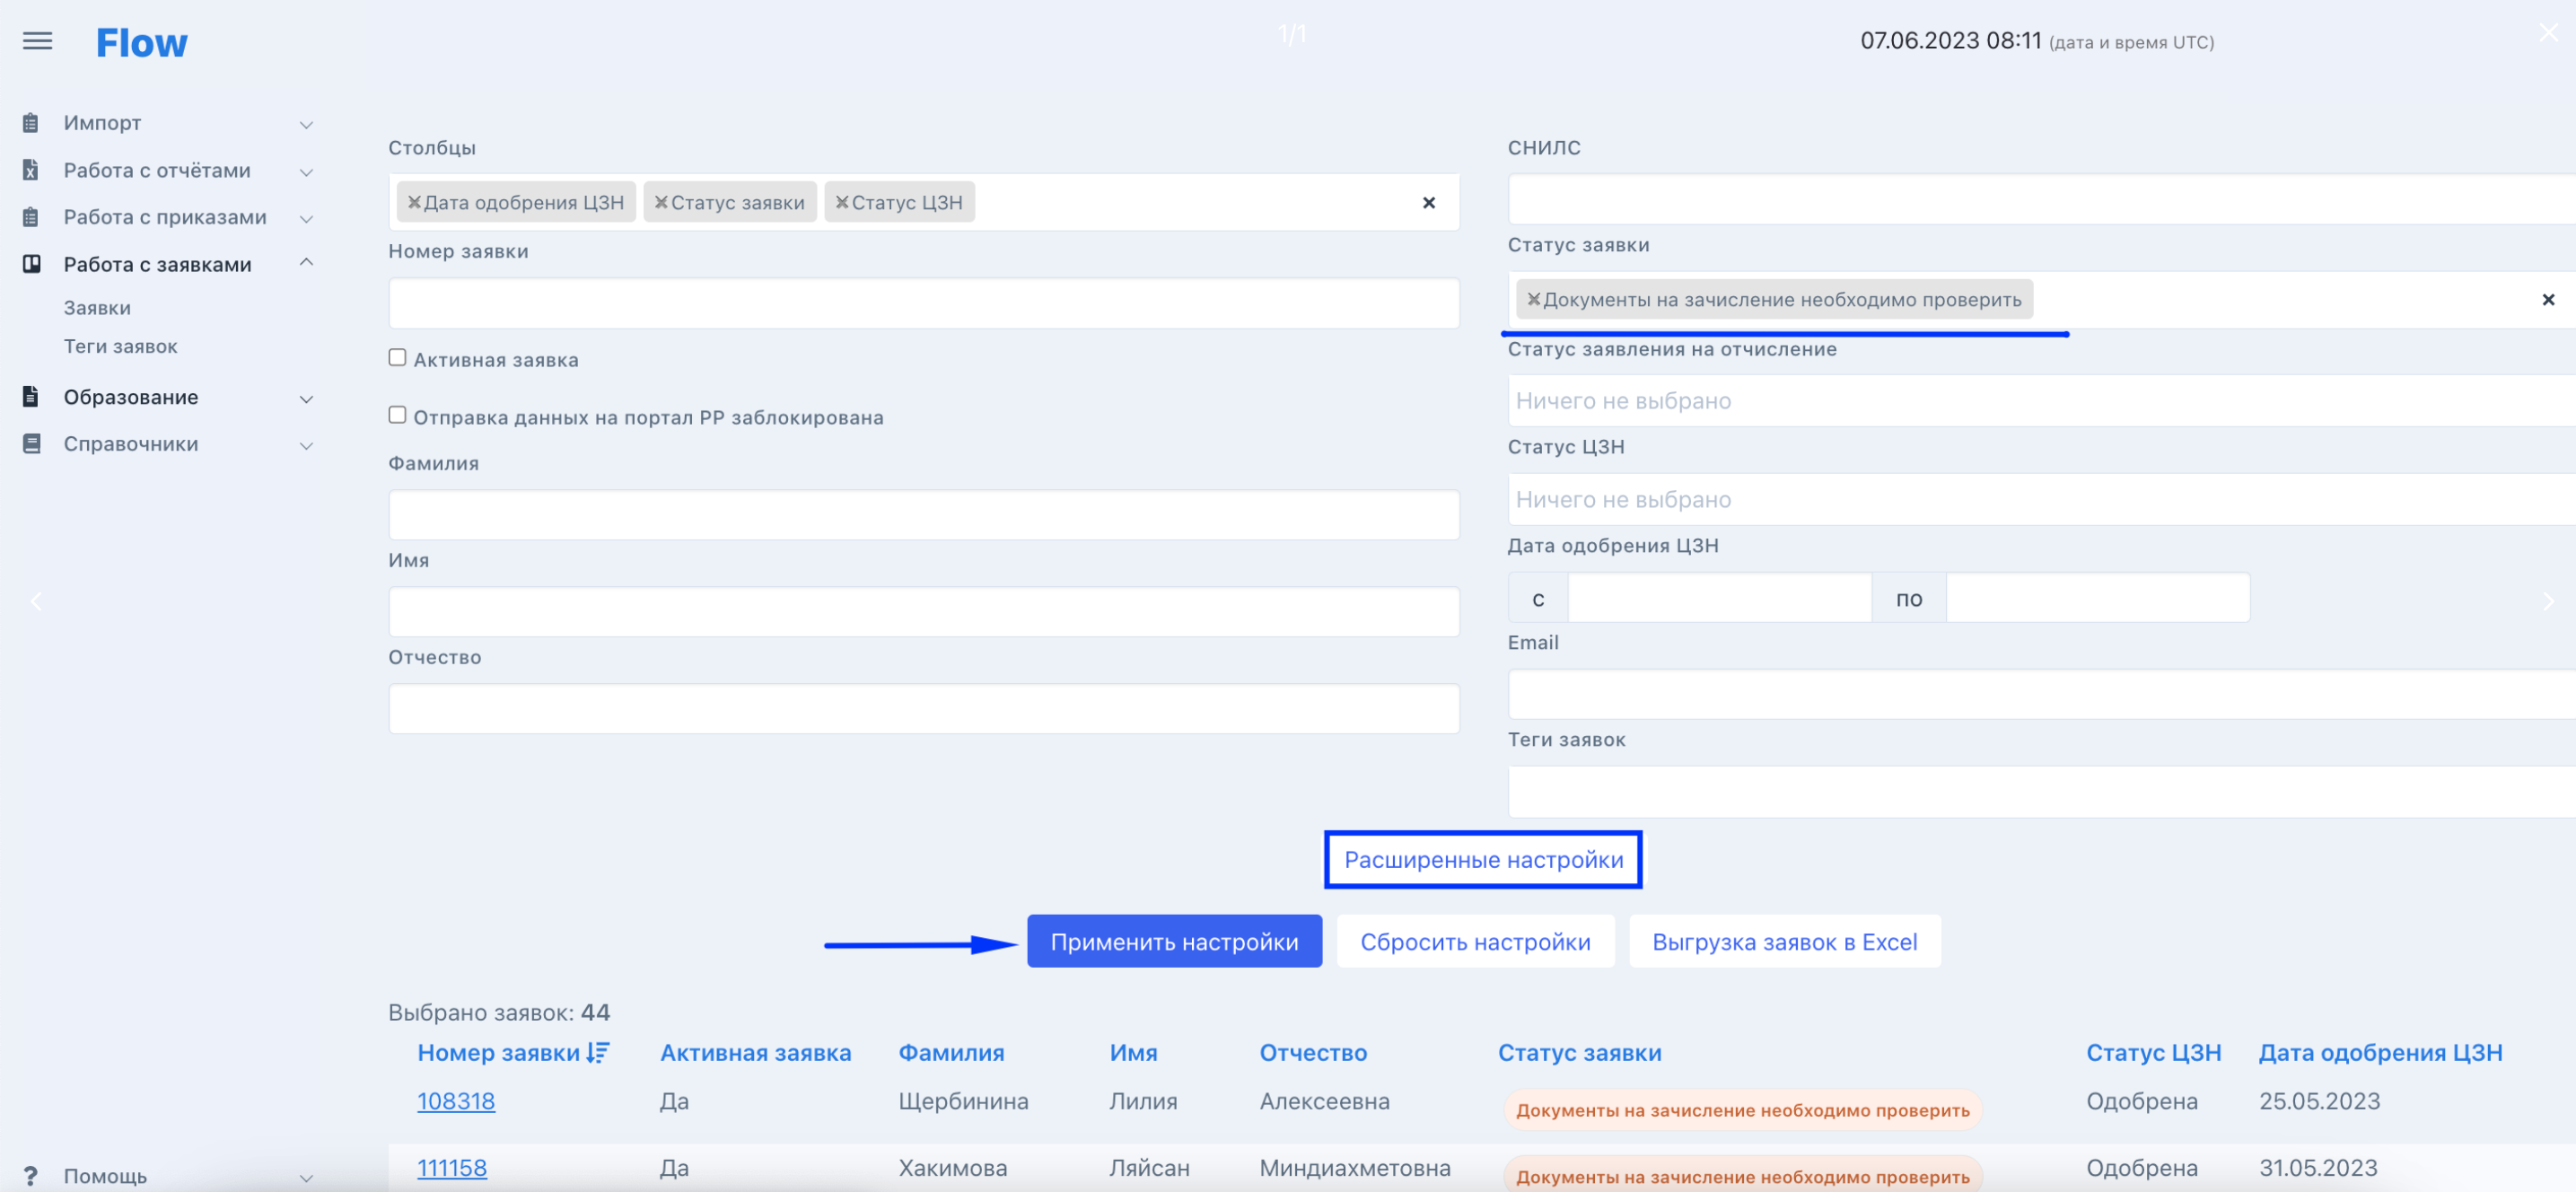 Flow
1/1
07.06.2023 08:11 (дата и время UTC)
Импорт
Работа с отчётами
Работа с приказами
Работа с заявками
Заявки
Теги заявок
Образование
Справочники
Помощь
Столбцы
Дата одобрения ЦЗН Статус заявки Статус ЦЗН
Номер заявки
Активная заявка
Отправка данных на портал РР заблокирована
Фамилия
Имя
Отчество
СНИЛС
Статус заявки
Документы на зачисление необходимо проверить
Статус заявления на отчисление
Ничего не выбрано
Статус ЦЗН
Ничего не выбрано
Дата одобрения ЦЗН
с по
Email
Теги заявок
Расширенные настройки
Применить настройки Сбросить настройки Выгрузка заявок в Excel
Выбрано заявок: 44
Номер заявки Активная заявка Фамилия Имя Отчество Статус заявки Статус ЦЗН Дата одобрения ЦЗН
108318 Да Щербинина Лилия Алексеевна Документы на зачисление необходимо проверить Одобрена 25.05.2023
111158 Да Хакимова Ляйсан Миндиахметовна Документы на зачисление необходимо проверить Одобрена 31.05.2023